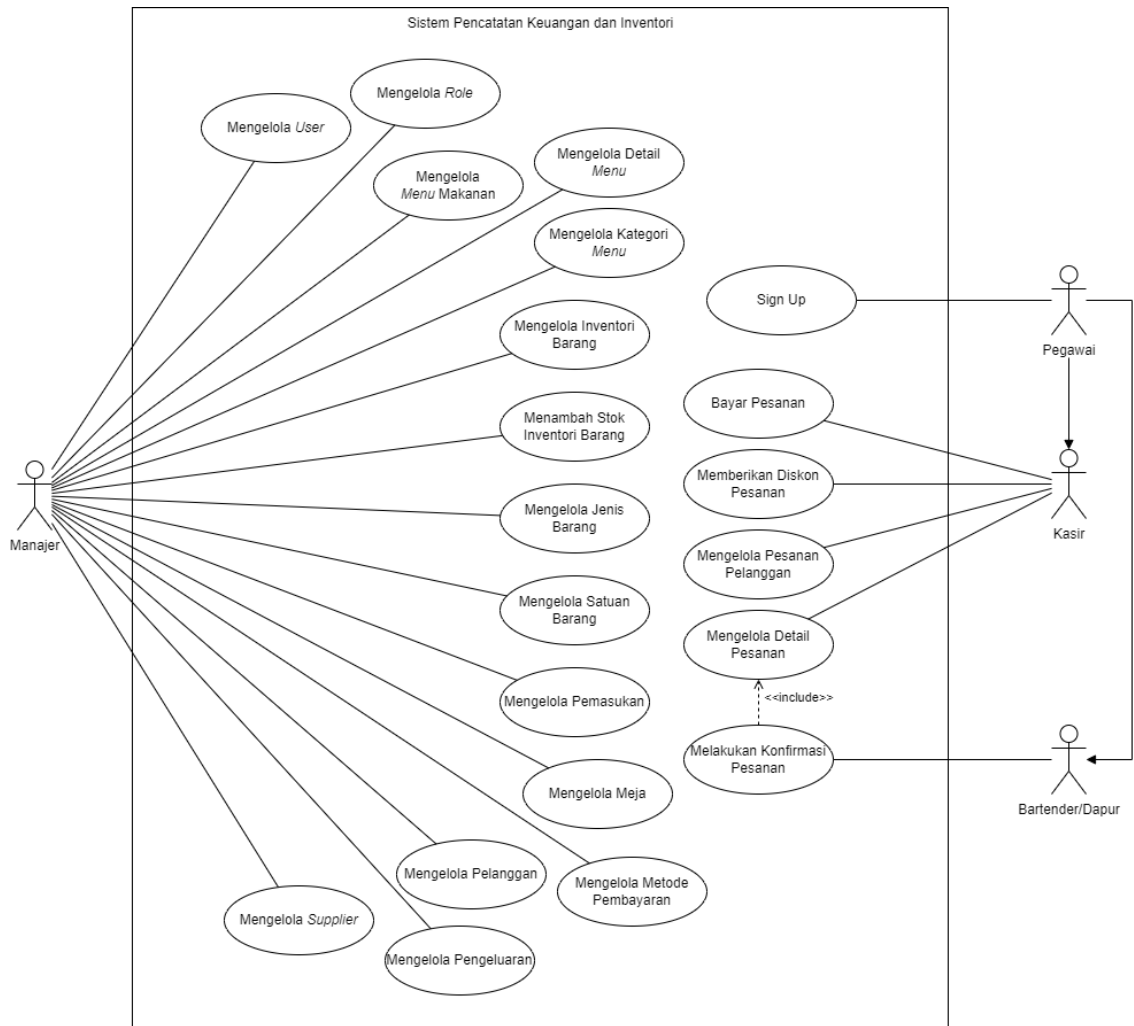 Sistem Pencatatan Keuangan dan Inventori
Mengelola Role
Mengelola User
Mengelola Detail
Menu
Mengelola
Menu Makanan
Mengelola Kategori
Menu
Sign Up
Mengelola Inventori
Barang
Pegawai
Bayar Pesanan
Menambah Stok
Inventori Barang
Memberikan Diskon
Pesanan
Mengelola Jenis
Barang
Manajer
Kasir
Mengelola Pesanan
Pelanggan
Mengelola Satuan
Barang
Mengelola Detail
Pesanan
<<include>>
Mengelola Pemasukan
Melakukan Konfirmasi
Pesanan
Mengelola Meja
Bartender/Dapur
Mengelola Pelanggan
Mengelola Metode
Pembayaran
Mengelola Supplier
Mengelola Pengeluaran